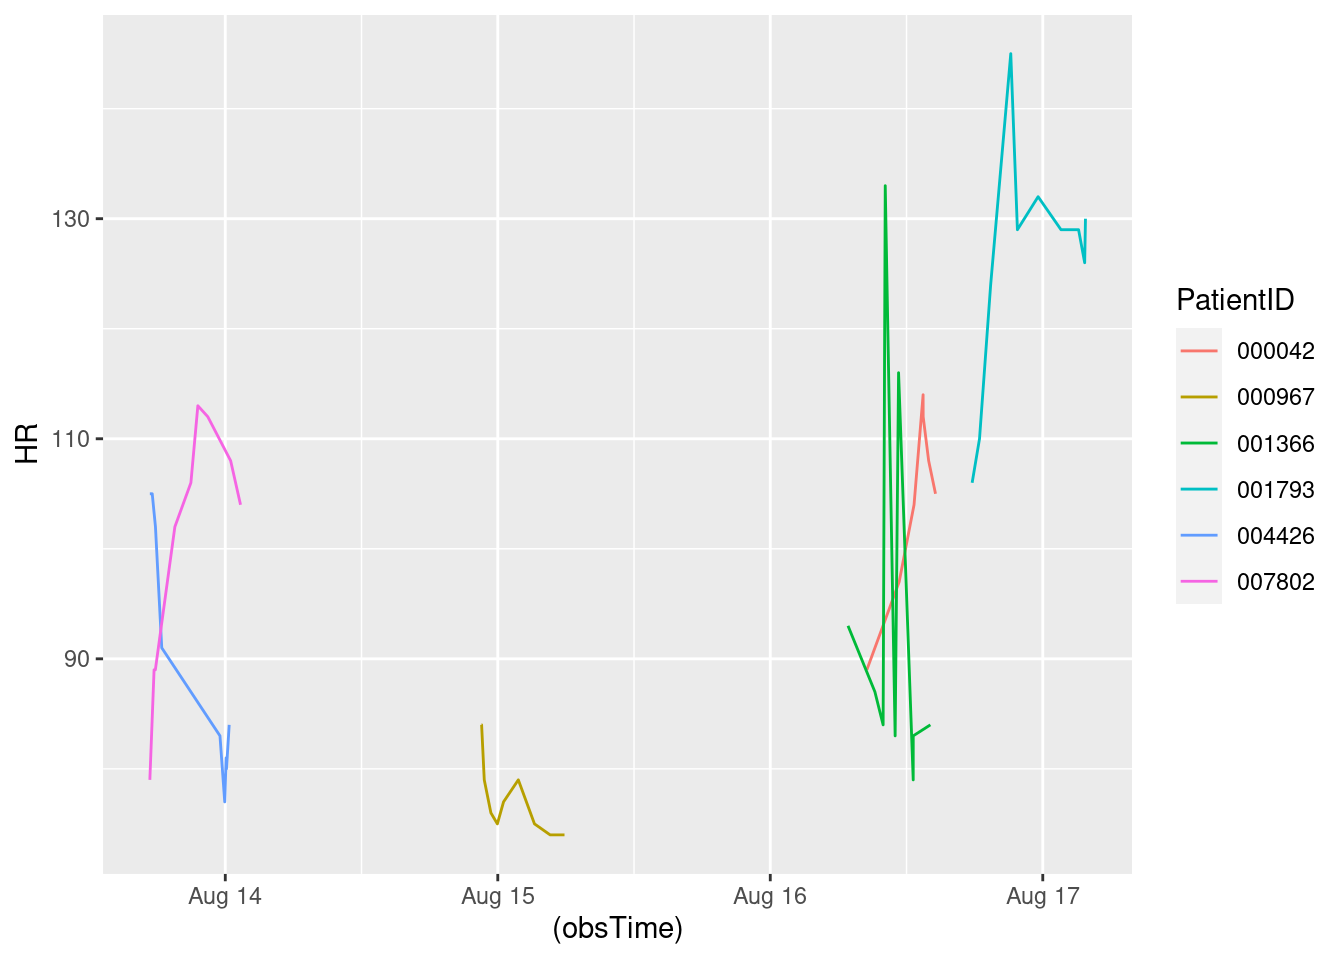 HR
130
110
90
Aug 14
Aug 15
Aug 16
Aug 17
(obsTime)
PatientID
000042
000967
001366
001793
004426
007802